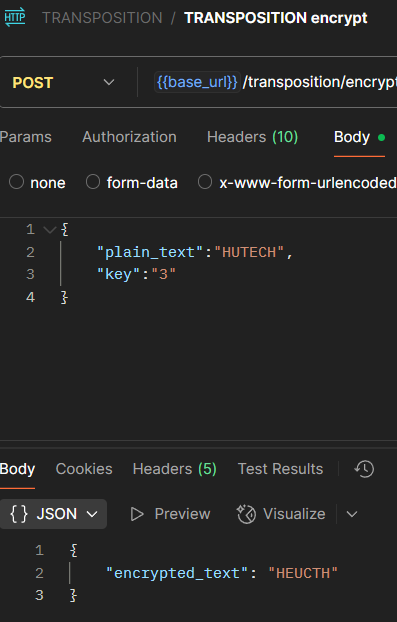 HTTP TRANSPOSITION / TRANSPOSITION encrypt
POST {{base_url}}/transposition/encrypt
Params Authorization Headers (10) Body
none form-data x-www-form-urlencoded
1 {
2 "plain_text":"HUTECH",
3 "key":"3"
4 }
Body Cookies Headers (5) Test Results
{} JSON Preview Visualize
1 {
2 "encrypted_text": "HEUCTH"
3 }